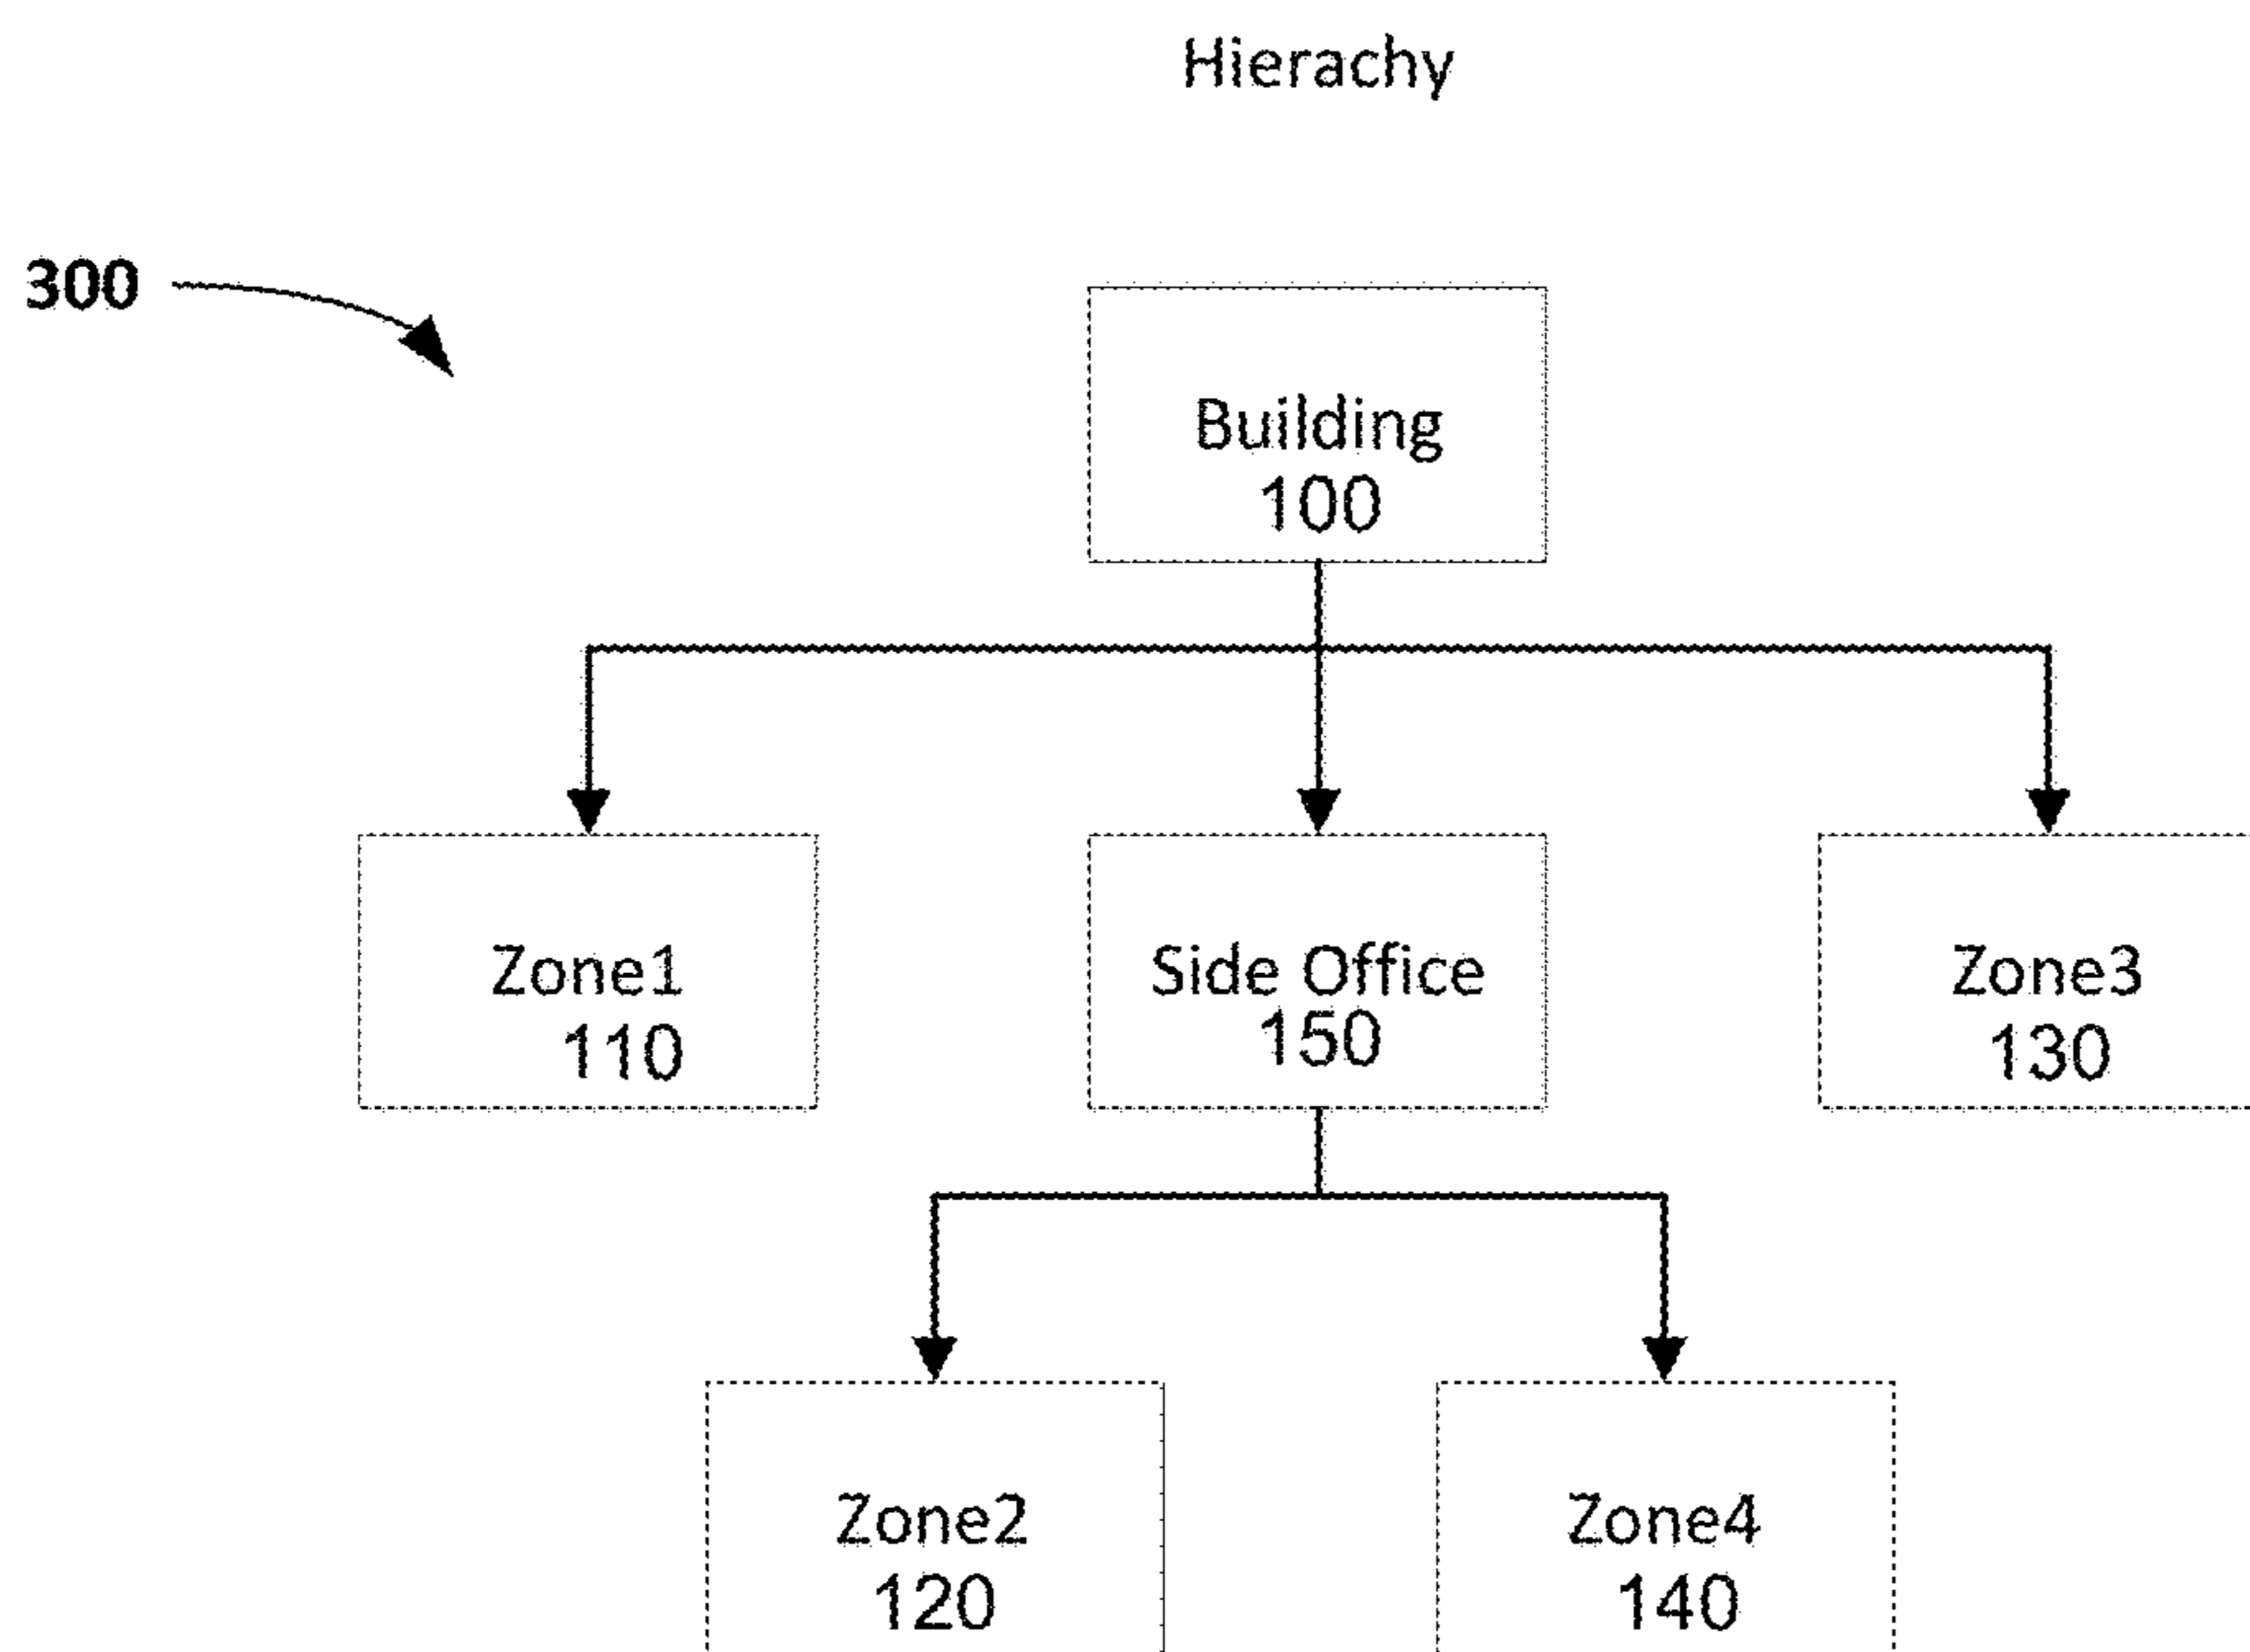 Hierachy
300
Building
100
Zone1
110
Side Office
150
Zone3
130
Zone2
120
Zone4
140